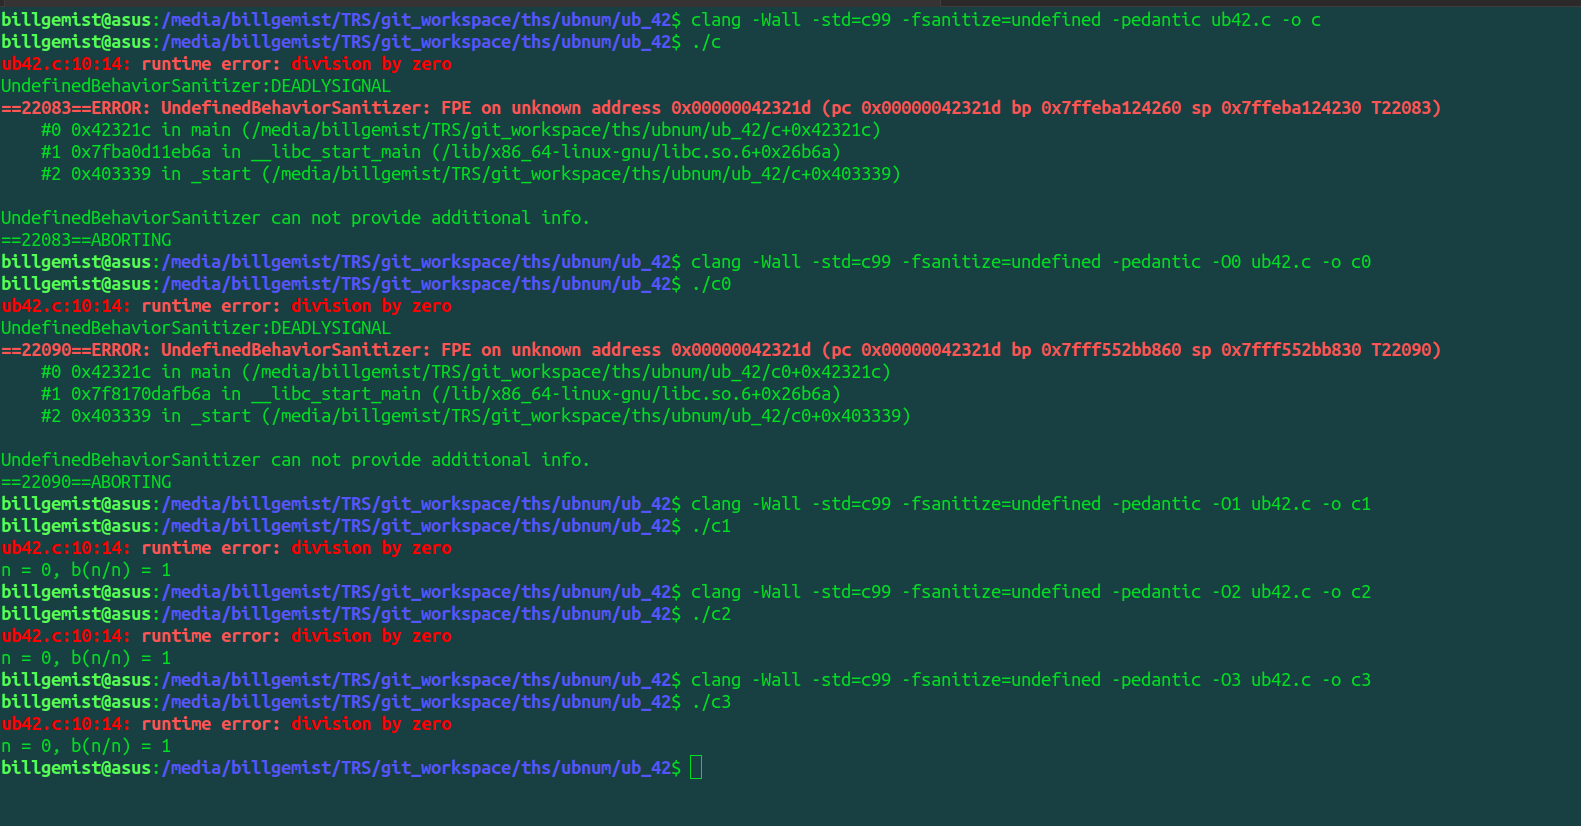 billgemist@asus:/media/billgemist/TRS/git_workspace/ths/ubnum/ub_42$ clang -Wall -std=c99 -fsanitize=undefined -pedantic ub42.c -o c
billgemist@asus:/media/billgemist/TRS/git_workspace/ths/ubnum/ub_42$ ./c
ub42.c:10:14: runtime error: division by zero
UndefinedBehaviorSanitizer:DEADLYSIGNAL
==22083==ERROR: UndefinedBehaviorSanitizer: FPE on unknown address 0x00000042321d (pc 0x00000042321d bp 0x7ffeba124260 sp 0x7ffeba124230 T22083)
    #0 0x42321c in main (/media/billgemist/TRS/git_workspace/ths/ubnum/ub_42/c+0x42321c)
    #1 0x7fba0d11eb6a in __libc_start_main (/lib/x86_64-linux-gnu/libc.so.6+0x26b6a)
    #2 0x403339 in _start (/media/billgemist/TRS/git_workspace/ths/ubnum/ub_42/c+0x403339)

UndefinedBehaviorSanitizer can not provide additional info.
==22083==ABORTING
billgemist@asus:/media/billgemist/TRS/git_workspace/ths/ubnum/ub_42$ clang -Wall -std=c99 -fsanitize=undefined -pedantic -O0 ub42.c -o c0
billgemist@asus:/media/billgemist/TRS/git_workspace/ths/ubnum/ub_42$ ./c0
ub42.c:10:14: runtime error: division by zero
UndefinedBehaviorSanitizer:DEADLYSIGNAL
==22090==ERROR: UndefinedBehaviorSanitizer: FPE on unknown address 0x00000042321d (pc 0x00000042321d bp 0x7fff552bb860 sp 0x7fff552bb830 T22090)
    #0 0x42321c in main (/media/billgemist/TRS/git_workspace/ths/ubnum/ub_42/c0+0x42321c)
    #1 0x7f8170dafb6a in __libc_start_main (/lib/x86_64-linux-gnu/libc.so.6+0x26b6a)
    #2 0x403339 in _start (/media/billgemist/TRS/git_workspace/ths/ubnum/ub_42/c0+0x403339)

UndefinedBehaviorSanitizer can not provide additional info.
==22090==ABORTING
billgemist@asus:/media/billgemist/TRS/git_workspace/ths/ubnum/ub_42$ clang -Wall -std=c99 -fsanitize=undefined -pedantic -O1 ub42.c -o c1
billgemist@asus:/media/billgemist/TRS/git_workspace/ths/ubnum/ub_42$ ./c1
ub42.c:10:14: runtime error: division by zero
n = 0, b(n/n) = 1
billgemist@asus:/media/billgemist/TRS/git_workspace/ths/ubnum/ub_42$ clang -Wall -std=c99 -fsanitize=undefined -pedantic -O2 ub42.c -o c2
billgemist@asus:/media/billgemist/TRS/git_workspace/ths/ubnum/ub_42$ ./c2
ub42.c:10:14: runtime error: division by zero
n = 0, b(n/n) = 1
billgemist@asus:/media/billgemist/TRS/git_workspace/ths/ubnum/ub_42$ clang -Wall -std=c99 -fsanitize=undefined -pedantic -O3 ub42.c -o c3
billgemist@asus:/media/billgemist/TRS/git_workspace/ths/ubnum/ub_42$ ./c3
ub42.c:10:14: runtime error: division by zero
n = 0, b(n/n) = 1
billgemist@asus:/media/billgemist/TRS/git_workspace/ths/ubnum/ub_42$